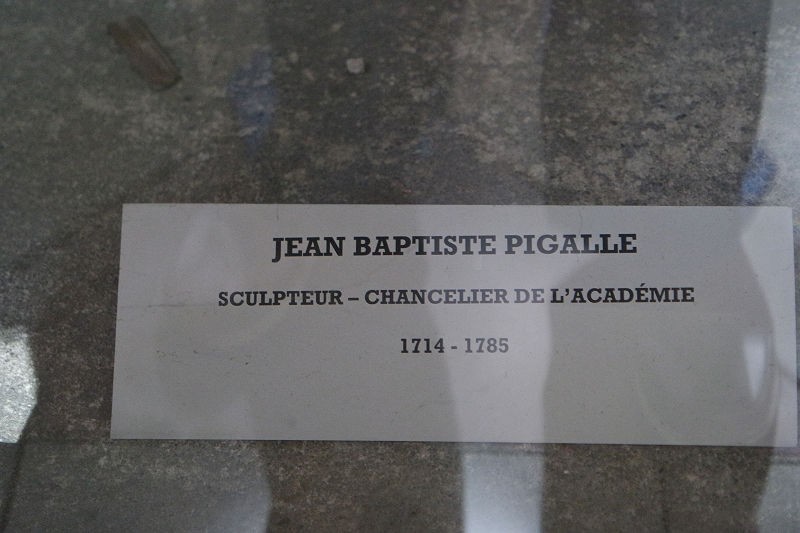 JEAN BAPTISTE PIGALLE
SCULPTEUR – CHANCELIER DE L'ACADÉMIE
1714 - 1785